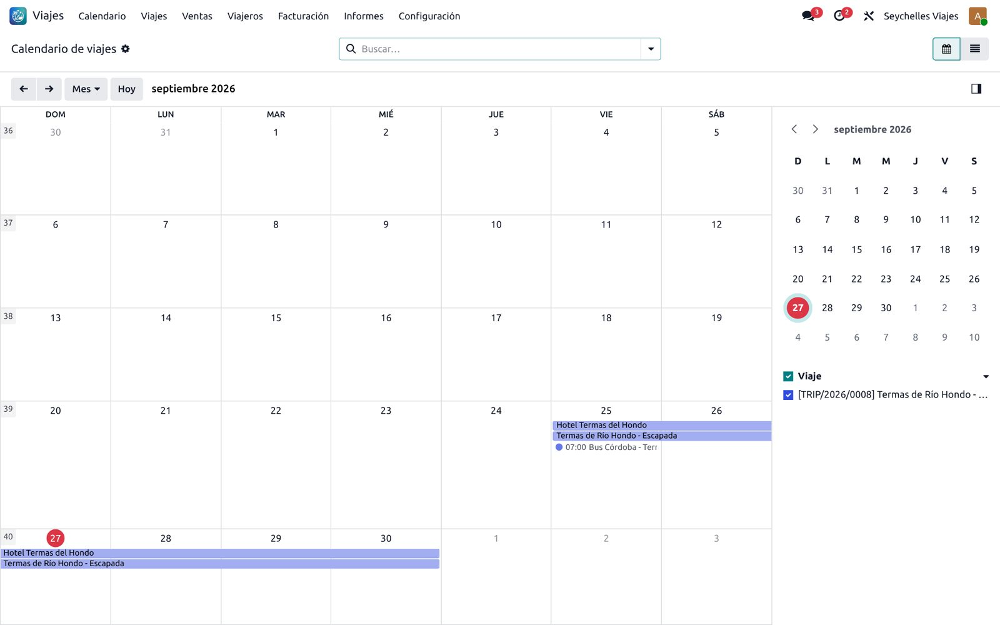 Viajes Calendario Viajes Ventas Viajeros Facturación Informes Configuración 3 2 Seychelles Viajes A
Calendario de viajes Buscar...
Mes Hoy septiembre 2026
DOM LUN MAR MIÉ JUE VIE SÁB
36 30 31 1 2 3 4 5
37 6 7 8 9 10 11 12
38 13 14 15 16 17 18 19
39 20 21 22 23 24 25 26
Hotel Termas del Hondo
Termas de Río Hondo - Escapada
07:00 Bus Córdoba - Terr
40 27 28 29 30 1 2 3
Hotel Termas del Hondo
Termas de Río Hondo - Escapada
septiembre 2026
D L M M J V S
30 31 1 2 3 4 5
6 7 8 9 10 11 12
13 14 15 16 17 18 19
20 21 22 23 24 25 26
27 28 29 30 1 2 3
4 5 6 7 8 9 10
Viaje
[TRIP/2026/0008] Termas de Río Hondo - ...